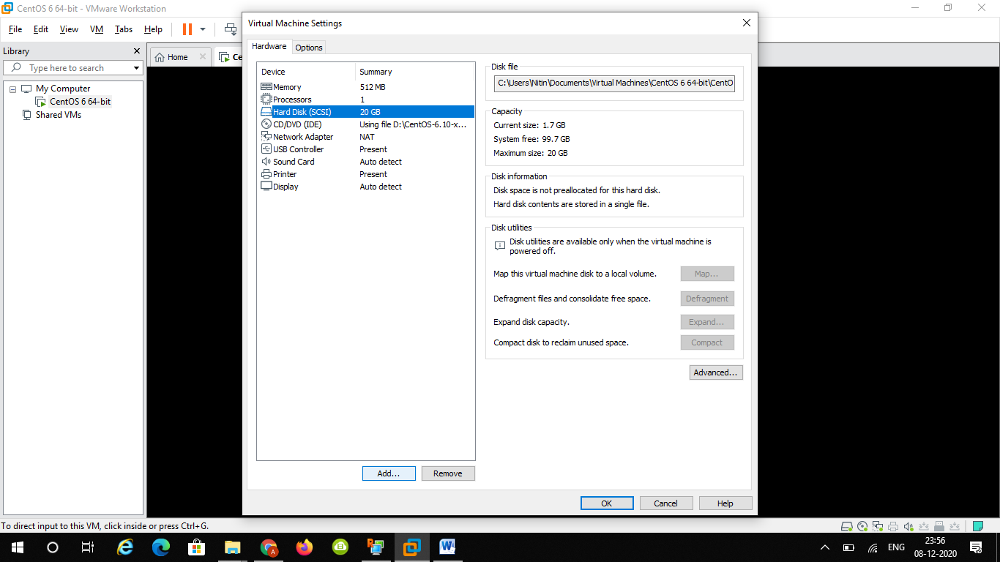 CentOS 6 64-bit - VMware Workstation
File Edit View VM Tabs Help
Library
Type here to search
My Computer
CentOS 6 64-bit
Shared VMs
Home
Ce
Virtual Machine Settings
Hardware Options
Device Summary
Memory 512 MB
Processors 1
Hard Disk (SCSI) 20 GB
CD/DVD (IDE) Using file D:\CentOS-6.10-x...
Network Adapter NAT
USB Controller Present
Sound Card Auto detect
Printer Present
Display Auto detect
Add... Remove
Disk file
C:\Users\Nitin\Documents\Virtual Machines\CentOS 6 64-bit\CentO
Capacity
Current size: 1.7 GB
System free: 99.7 GB
Maximum size: 20 GB
Disk information
Disk space is not preallocated for this hard disk.
Hard disk contents are stored in a single file.
Disk utilities
Disk utilities are available only when the virtual machine is
powered off.
Map this virtual machine disk to a local volume. Map...
Defragment files and consolidate free space. Defragment
Expand disk capacity. Expand...
Compact disk to reclaim unused space. Compact
Advanced...
OK Cancel Help
To direct input to this VM, click inside or press Ctrl+G.
ENG
23:56
08-12-2020